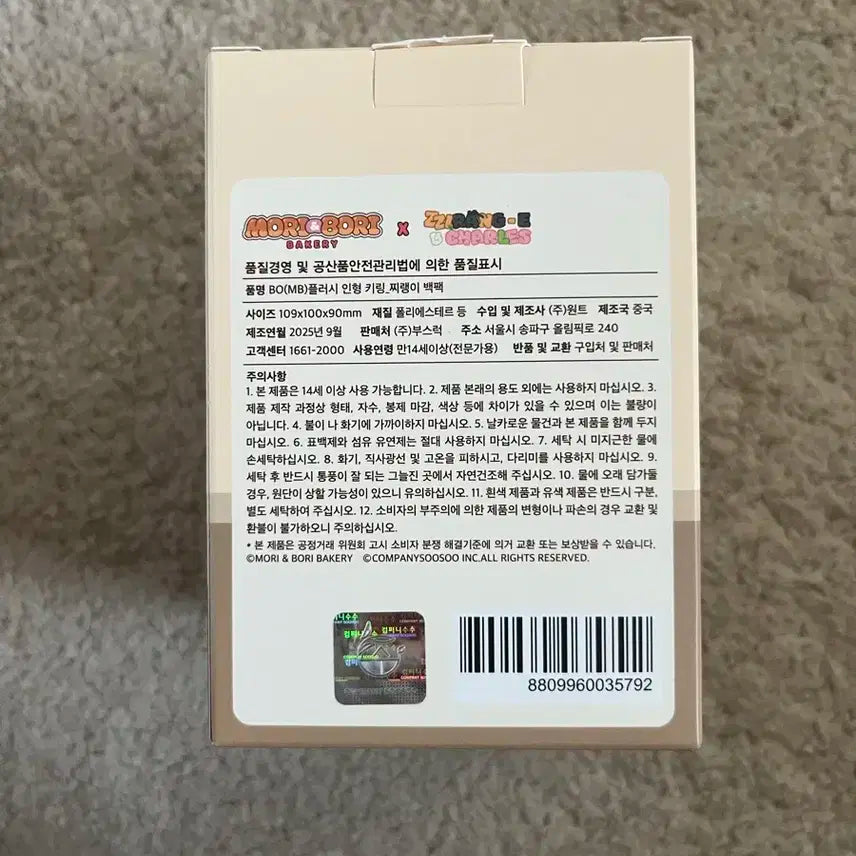 MORI & BORI BAKERY X ZZIRANG-E & CHARLES
품질경영 및 공산품안전관리법에 의한 품질표시
품명 BO(MB)플러시 인형 키링_찌랭이 백팩
사이즈 109x100x90mm 재질 폴리에스테르 등 수입 및 제조사 (주)원트 제조국 중국
제조연월 2025년 9월 판매처 (주)부스럭 주소 서울시 송파구 올림픽로 240
고객센터 1661-2000 사용연령 만14세이상(전문가용) 반품 및 교환 구입처 및 판매처
주의사항
1. 본 제품은 14세 이상 사용 가능합니다. 2. 제품 본래의 용도 외에는 사용하지 마십시오. 3.
제품 제작 과정상 형태, 자수, 봉제 마감, 색상 등에 차이가 있을 수 있으며 이는 불량이
아닙니다. 4. 불이 나 화기에 가까이하지 마십시오. 5. 날카로운 물건과 본 제품을 함께 두지
마십시오. 6. 표백제와 섬유 유연제는 절대 사용하지 마십시오. 7. 세탁 시 미지근한 물에
손세탁하십시오. 8. 화기, 직사광선 및 고온을 피하시고, 다리미를 사용하지 마십시오. 9.
세탁 후 반드시 통풍이 잘 되는 그늘진 곳에서 자연건조해 주십시오. 10. 물에 오래 담가둘
경우, 원단이 상할 가능성이 있으니 유의하십시오. 11. 흰색 제품과 유색 제품은 반드시 구분,
별도 세탁하여 주십시오. 12. 소비자의 부주의에 의한 제품의 변형이나 파손의 경우 교환 및
환불이 불가하오니 주의하십시오.
* 본 제품은 공정거래 위원회 고시 소비자 분쟁 해결기준에 의거 교환 또는 보상받을 수 있습니다.
©MORI & BORI BAKERY ©COMPANYSOOSOO INC.ALL RIGHTS RESERVED.
컴퍼니수수
COMPANY SOOSOO
8809960035792